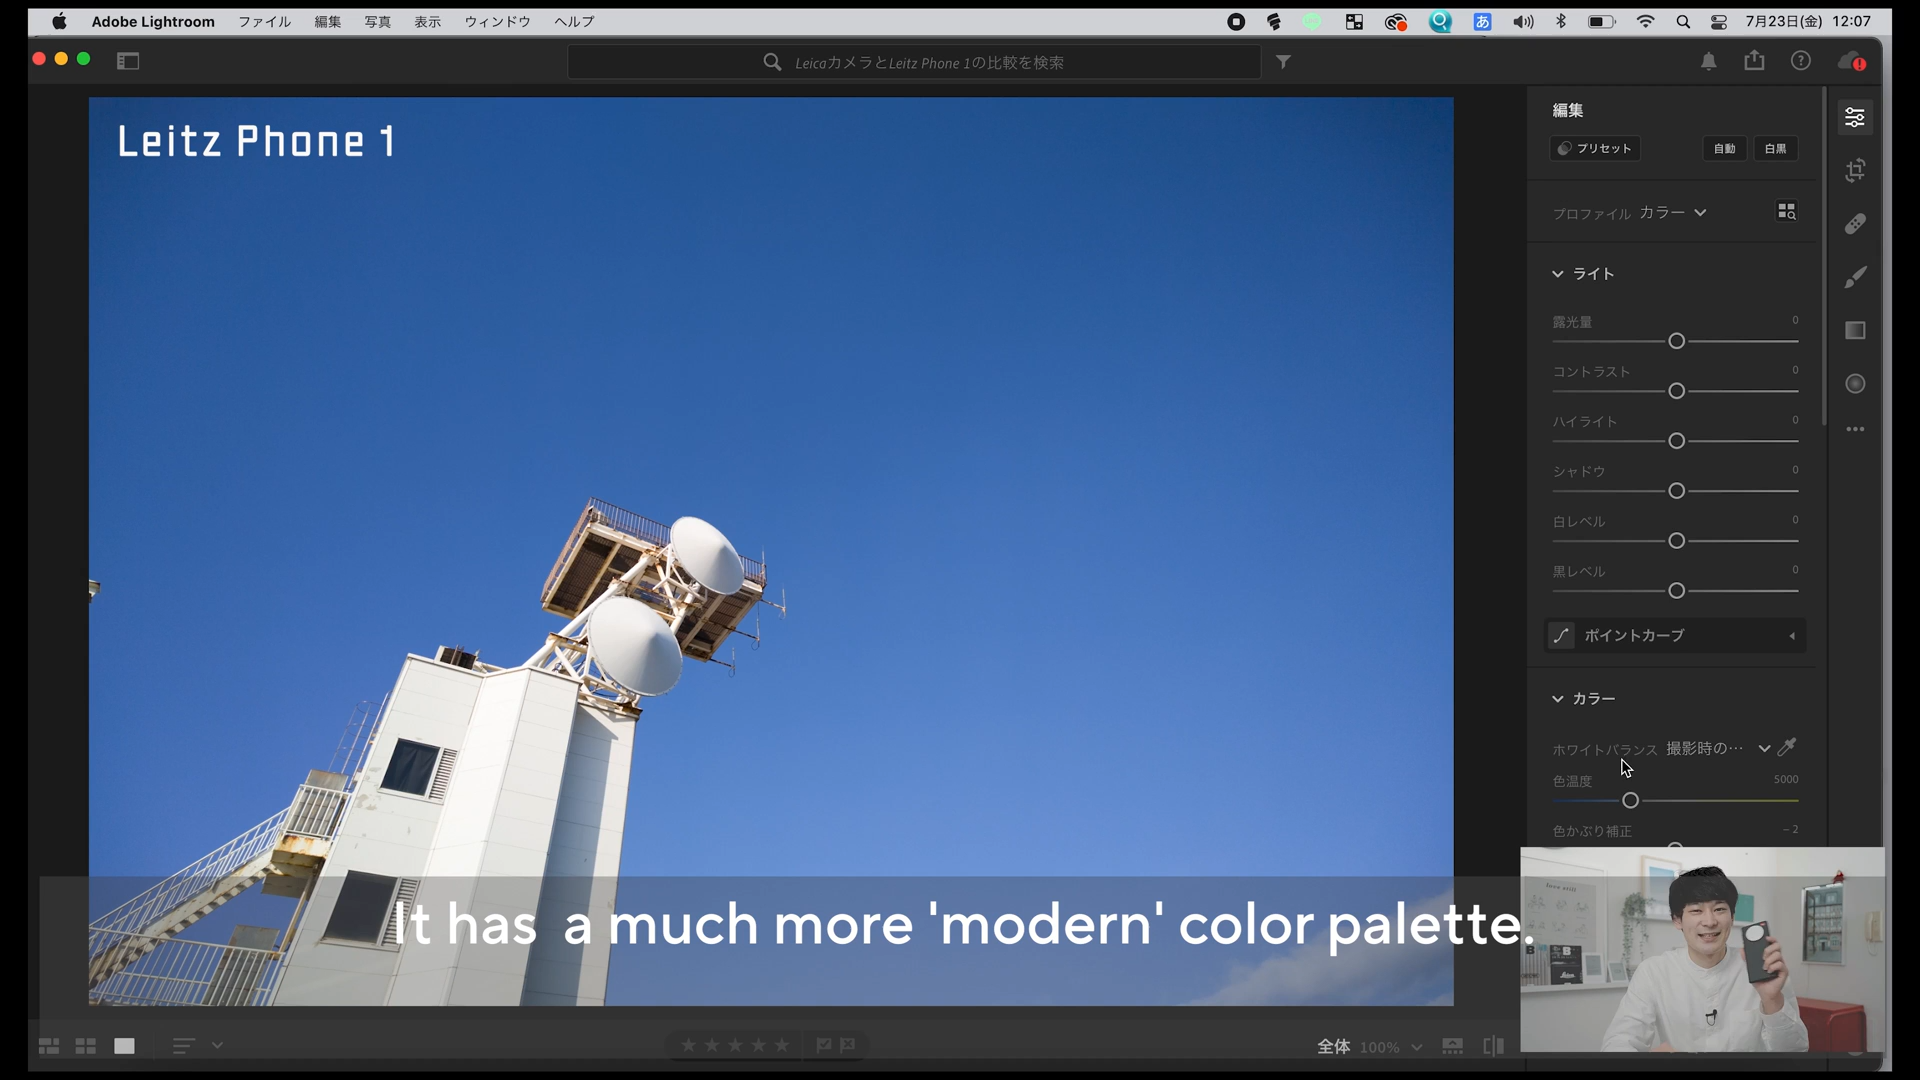 Adobe Lightroom ファイル 編集 写真 表示 ウィンドウ ヘルプ あ 7月23日(金) 12:07
LeicaカメラとLeitz Phone 1の比較を検索
Leitz Phone 1
編集
プリセット 自動 白黒
プロファイル カラー
ライト
露光量 0
コントラスト 0
ハイライト 0
シャドウ 0
白レベル 0
黒レベル 0
ポイントカーブ
カラー
ホワイトバランス 撮影時の…
色温度 5000
色かぶり補正 – 2
It has a much more 'modern' color palette.
全体 100%